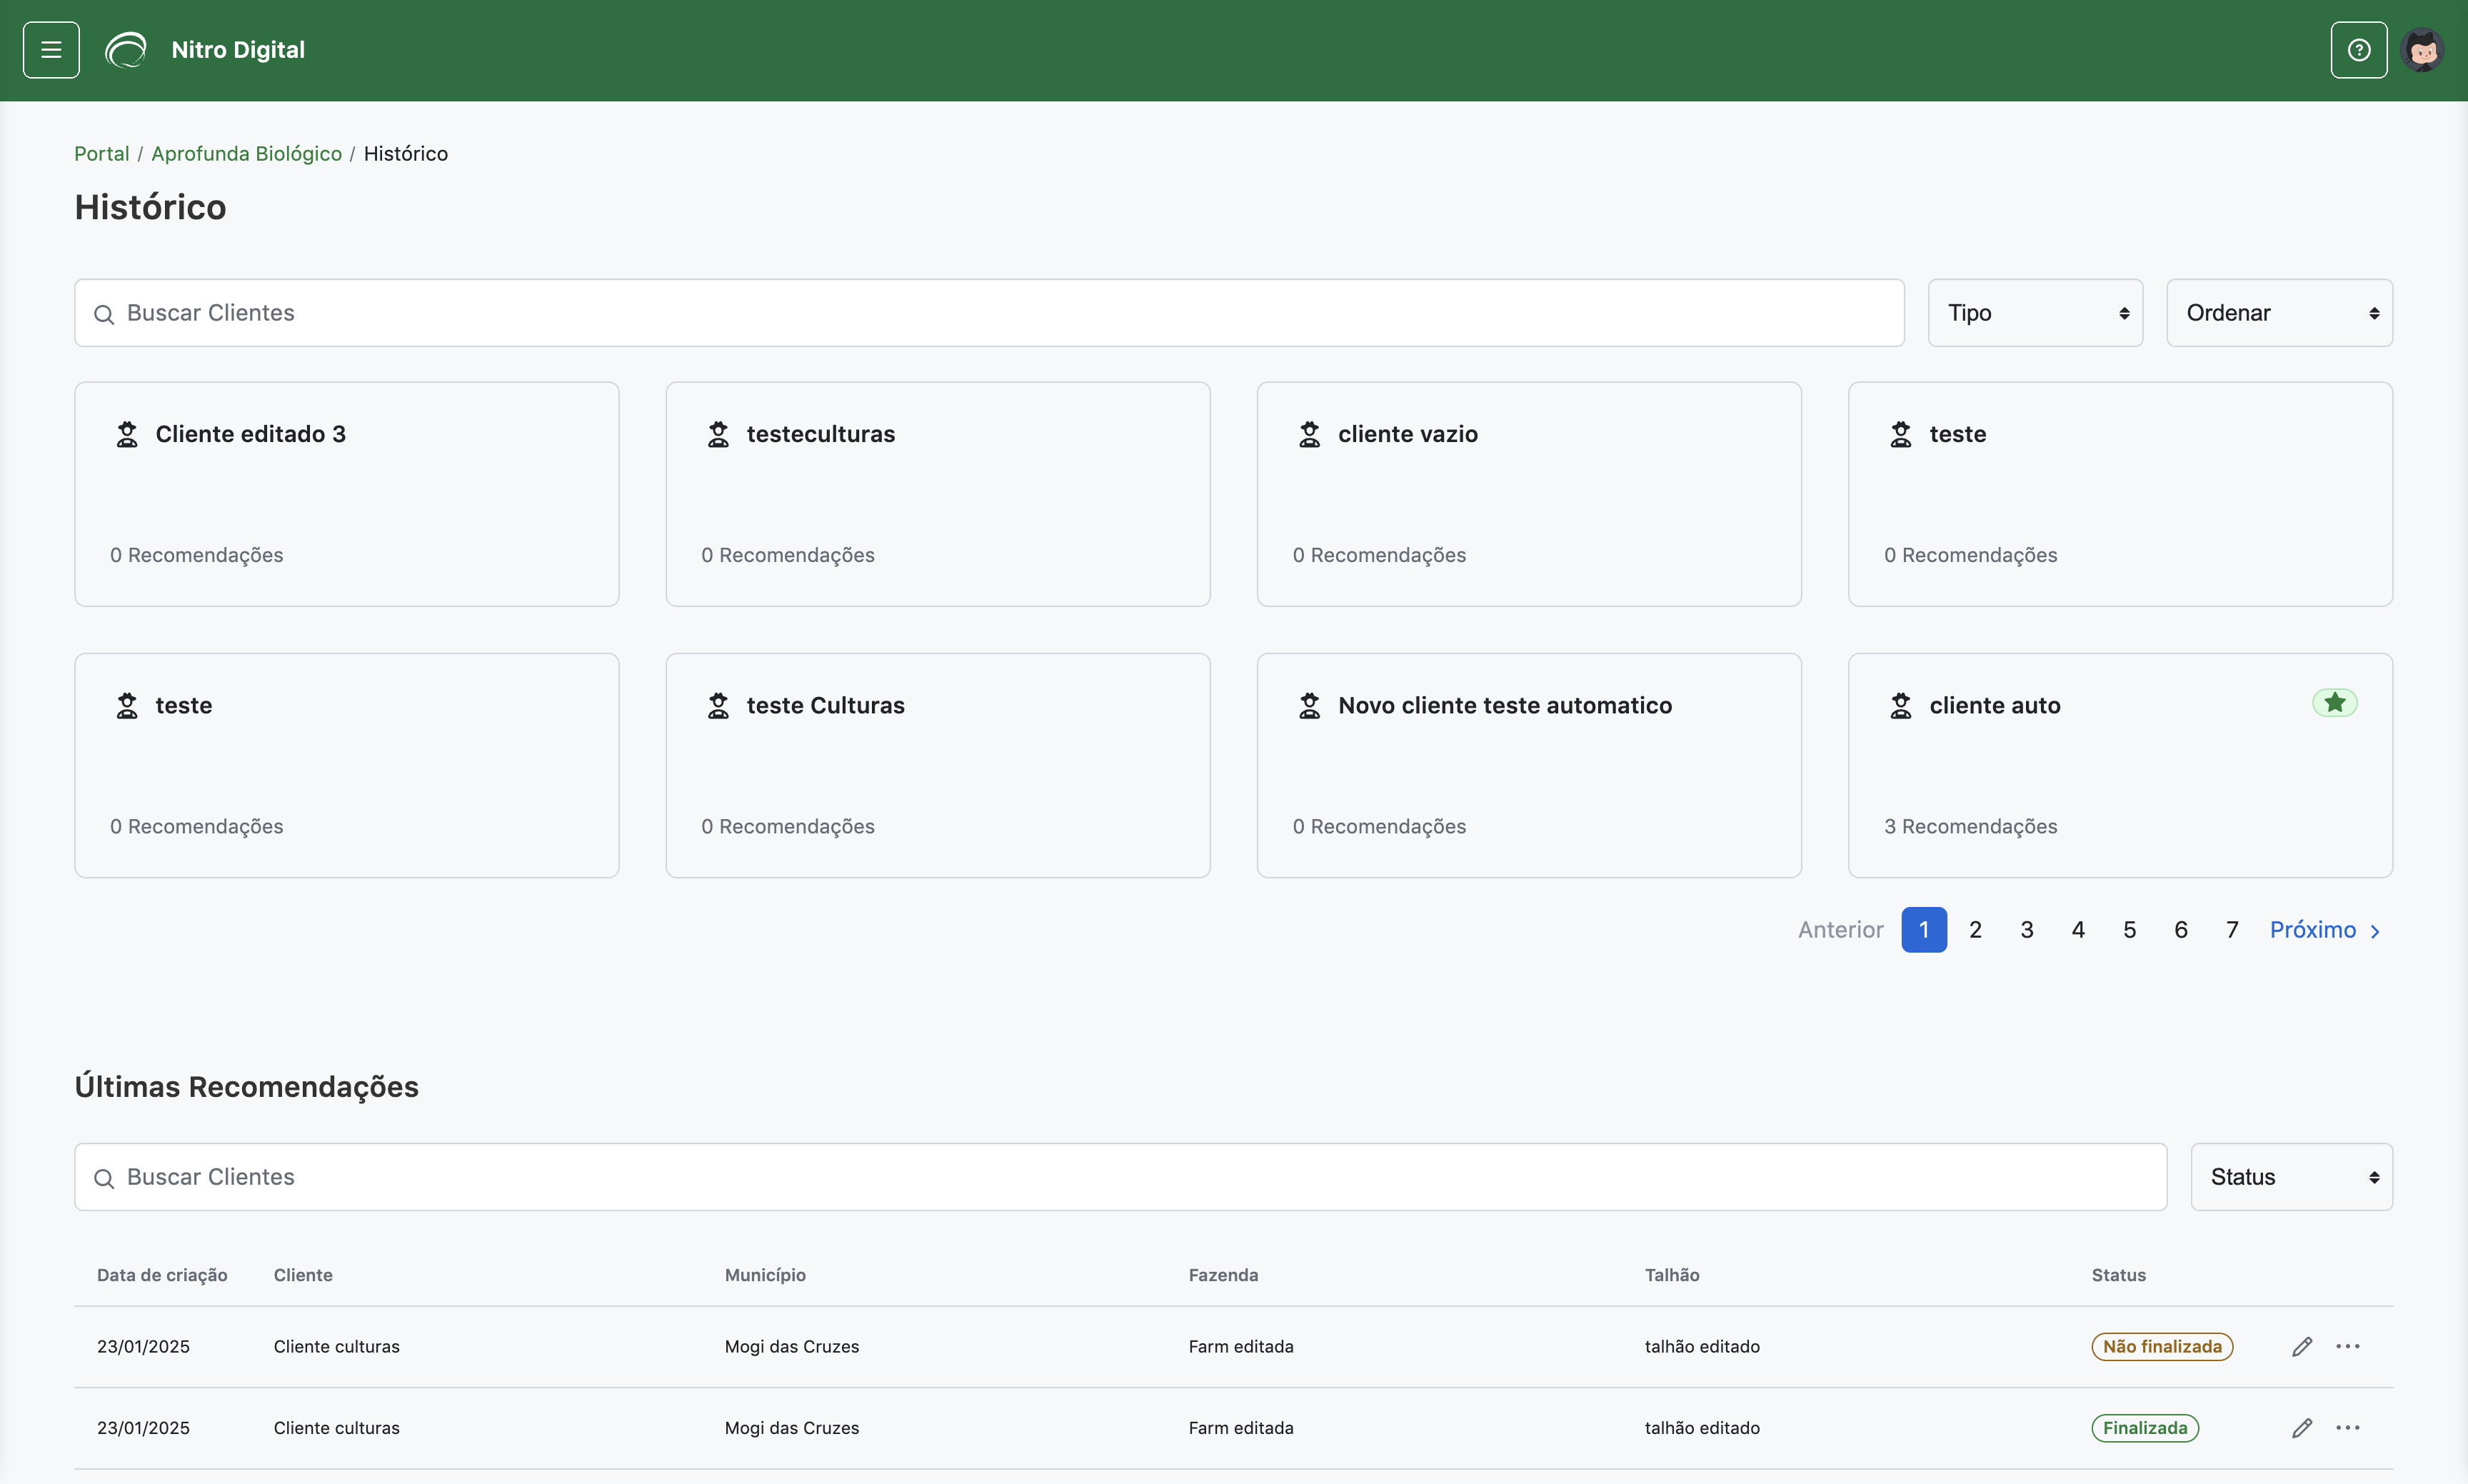 Nitro Digital
Portal / Aprofunda Biológico / Histórico
Histórico
Buscar Clientes
Tipo
Ordenar
Cliente editado 3
testeculturas
cliente vazio
teste
0 Recomendações
0 Recomendações
0 Recomendações
0 Recomendações
teste
teste Culturas
Novo cliente teste automatico
cliente auto
0 Recomendações
0 Recomendações
0 Recomendações
3 Recomendações
Anterior 1 2 3 4 5 6 7 Próximo
Últimas Recomendações
Buscar Clientes
Status
Data de criação Cliente Município Fazenda Talhão Status
23/01/2025 Cliente culturas Mogi das Cruzes Farm editada talhão editado Não finalizada
23/01/2025 Cliente culturas Mogi das Cruzes Farm editada talhão editado Finalizada